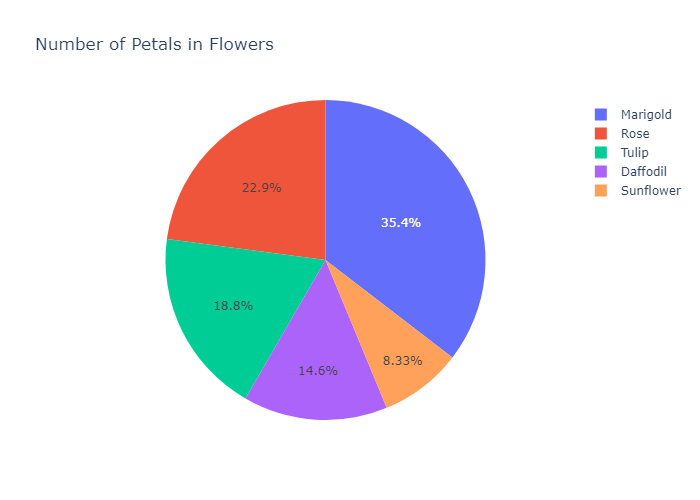 Number of Petals in Flowers
Marigold
Rose
Tulip
Daffodil
Sunflower
22.9%
35.4%
18.8%
14.6%
8.33%